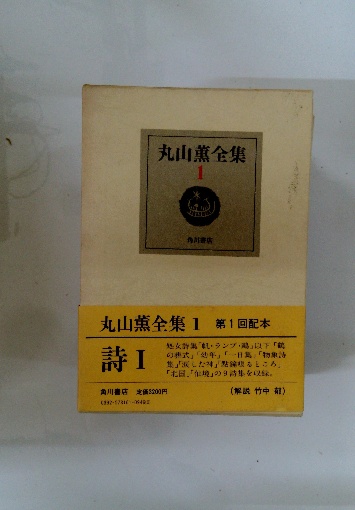 丸山薫全集
1
角川書店
丸山薫全集 1 第1回配本
詩 I
処女詩集「帆・ランプ・鷗」以下「鶴
の葬式」「幼年」「一日集」「物象詩
集」「涙した神」「点鐘鳴るところ」
「北国」「仙境」の9詩集を収録。
角川書店 定価5200円
(解説 竹中 郁)